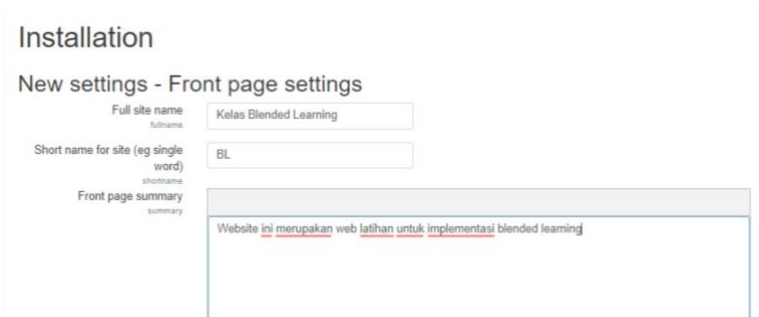 Installation
New settings - Front page settings
Full site name
fullname
Kelas Blended Learning
Short name for site (eg single
word)
shortname
BL
Front page summary
summary
Website ini merupakan web latihan untuk implementasi blended learning